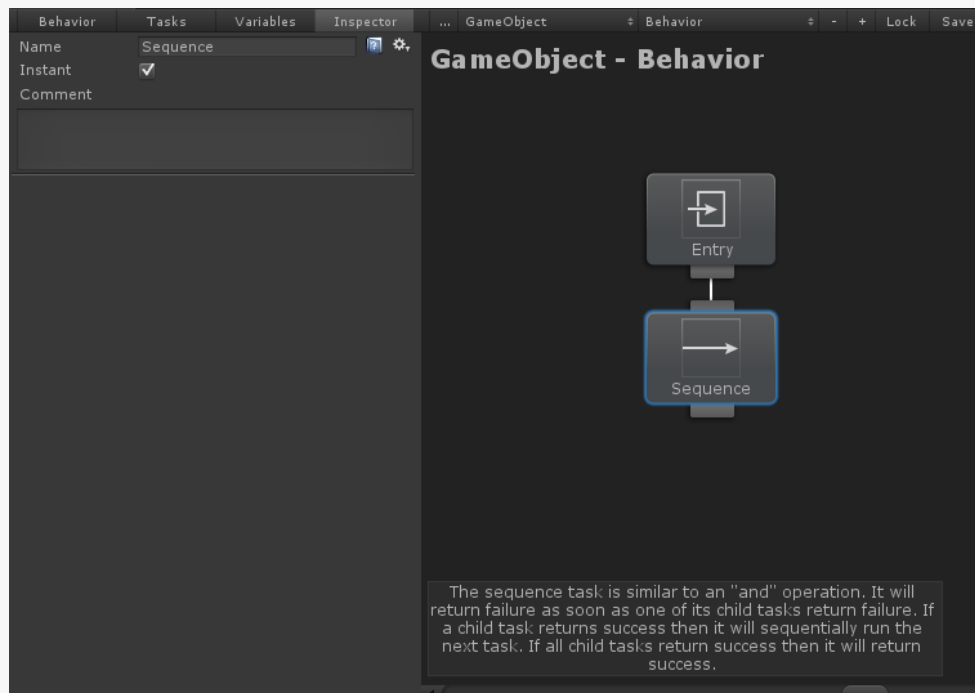 Behavior Tasks Variables Inspector ... GameObject Behavior - + Lock Save
Name Sequence
Instant
Comment
GameObject - Behavior
Entry
Sequence
The sequence task is similar to an "and" operation. It will
return failure as soon as one of its child tasks return failure. If
a child task returns success then it will sequentially run the
next task. If all child tasks return success then it will return
success.